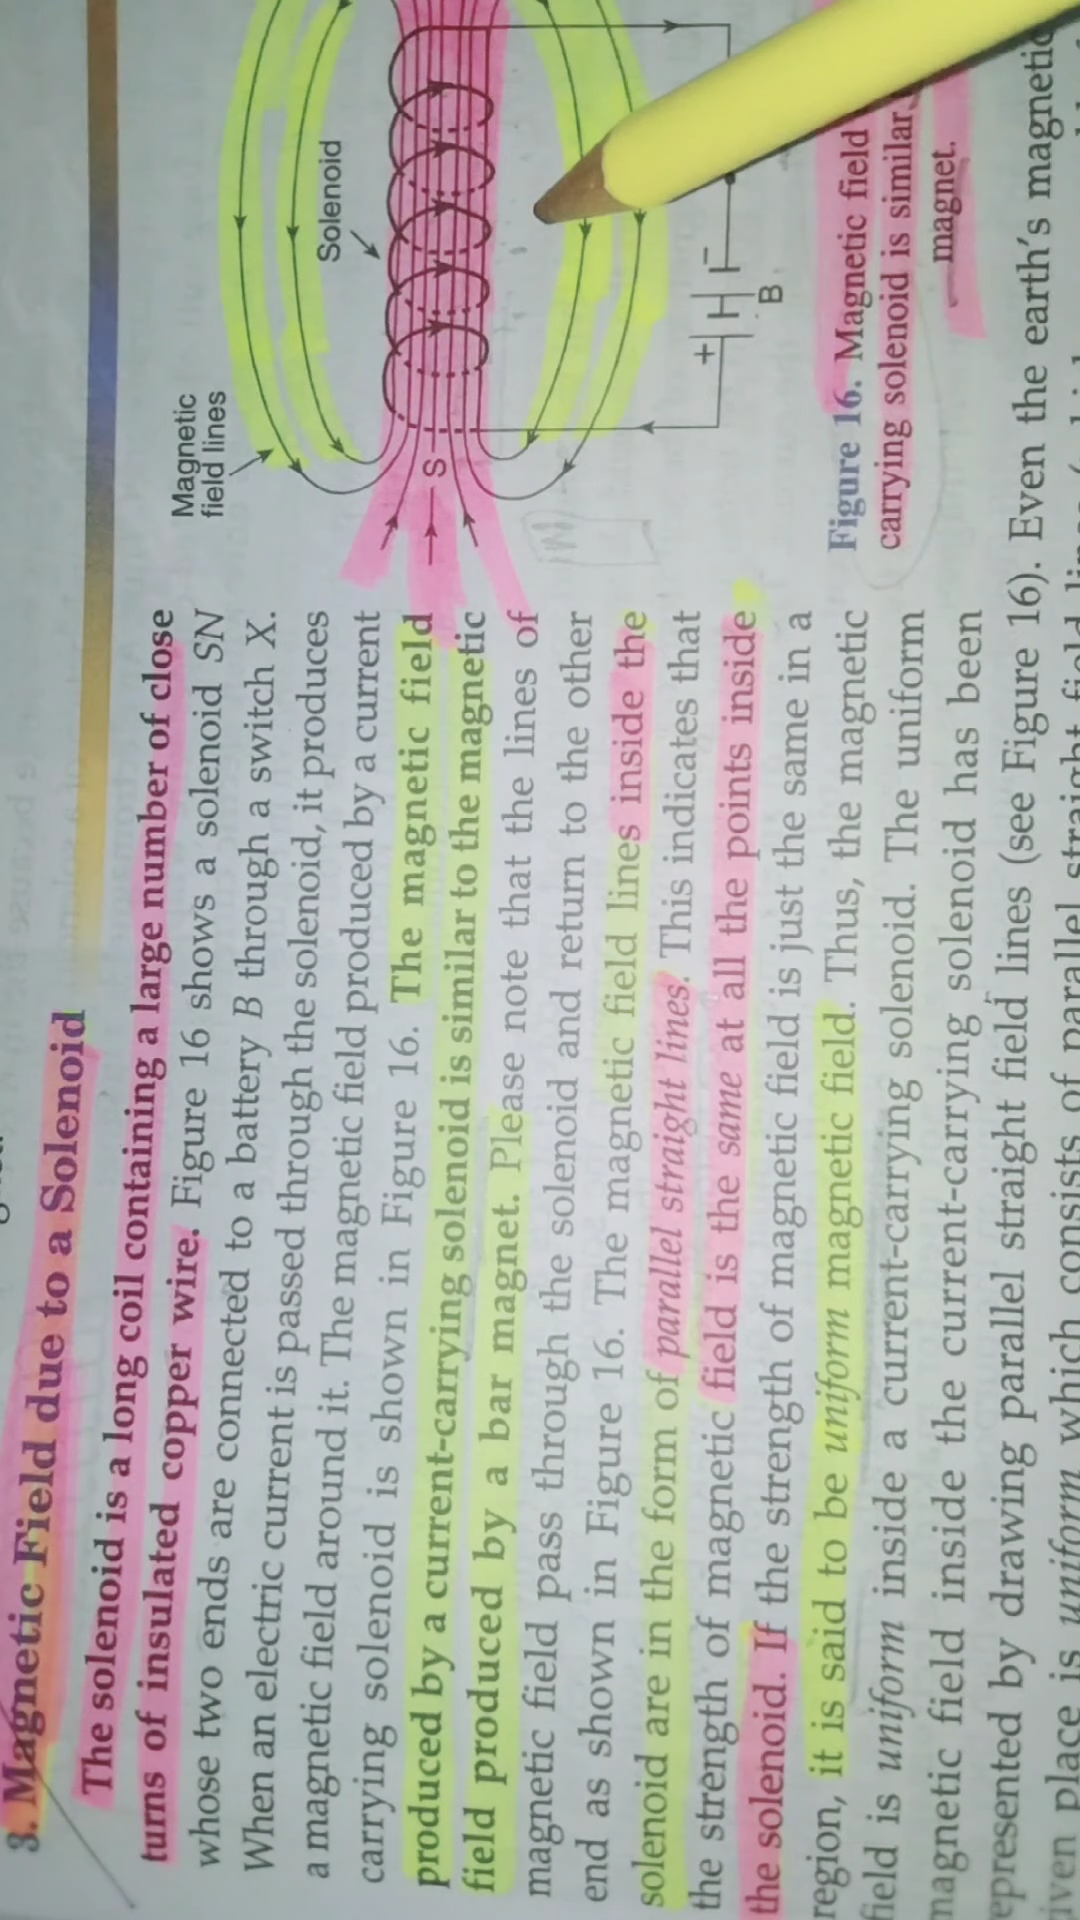 3. Magnetic Field due to a Solenoid
The solenoid is a long coil containing a large number of close
turns of insulated copper wire. Figure 16 shows a solenoid SN
whose two ends are connected to a battery B through a switch X.
When an electric current is passed through the solenoid, it produces
a magnetic field around it. The magnetic field produced by a current
carrying solenoid is shown in Figure 16. The magnetic field
produced by a current-carrying solenoid is similar to the magnetic
field produced by a bar magnet. Please note that the lines of
magnetic field pass through the solenoid and return to the other
end as shown in Figure 16. The magnetic field lines inside the
solenoid are in the form of parallel straight lines. This indicates that
the strength of magnetic field is the same at all the points inside
the solenoid. If the strength of magnetic field is just the same in a
region, it is said to be uniform magnetic field. Thus, the magnetic
field is uniform inside a current-carrying solenoid. The uniform
magnetic field inside the current-carrying solenoid has been
epresented by drawing parallel straight field lines (see Figure 16). Even the earth's magnetic
iven place is uniform which consists of parallel straight field lines
Magnetic
field lines
Solenoid
S
+
–
B
Figure 16. Magnetic field
carrying solenoid is similar
magnet.